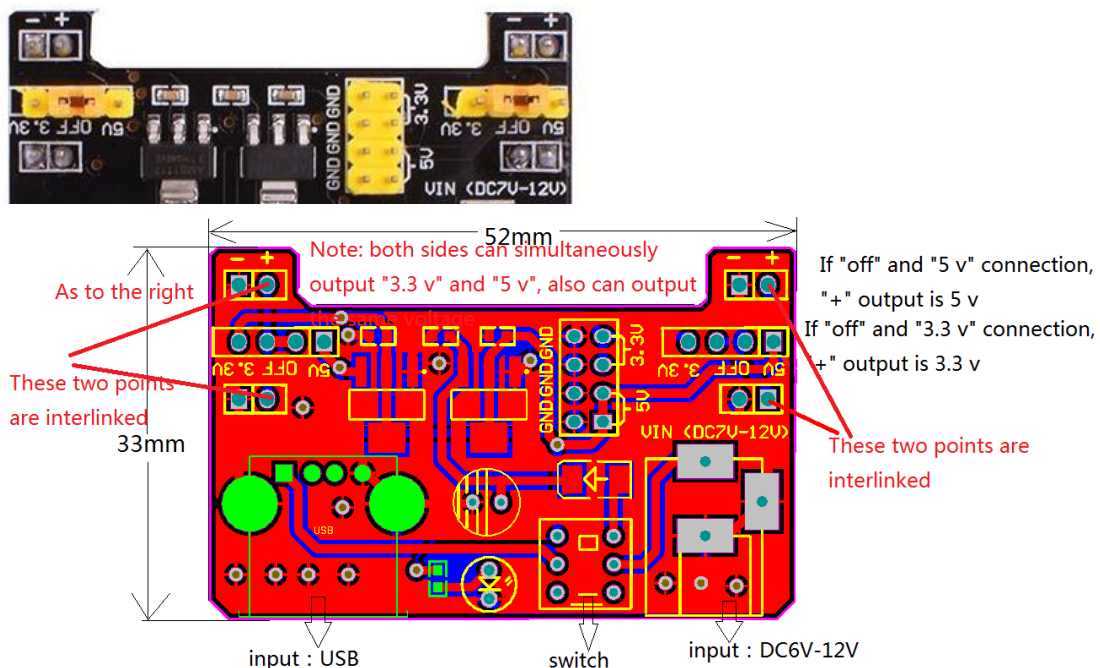 - +
- +
3.3V OFF 5V
GND GND GND
3.3V
5V
3.3V OFF 5V
VIN (DC7V-12V)
52mm
Note: both sides can simultaneously
output "3.3 v" and "5 v", also can output
the same voltage
- +
- +
As to the right
If "off" and "5 v" connection,
"+" output is 5 v
If "off" and "3.3 v" connection,
"+" output is 3.3 v
3.3V OFF 5V
GND GND GND
3.3V
5V
3.3V OFF 5V
These two points
are interlinked
33mm
VIN (DC7V-12V)
These two points are
interlinked
USB
input : USB
switch
input : DC6V-12V